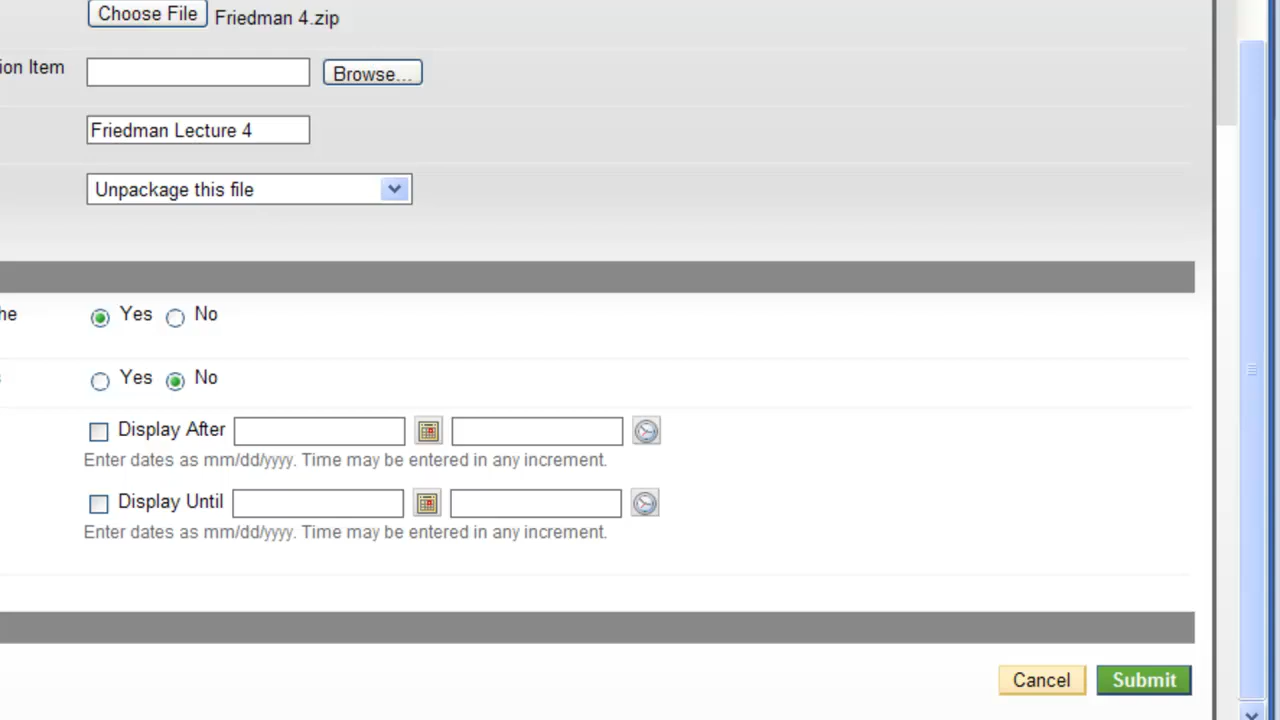 Choose File Friedman 4.zip
ion Item Browse...
Friedman Lecture 4
Unpackage this file
he Yes No
Yes No
Display After
Enter dates as mm/dd/yyyy. Time may be entered in any increment.
Display Until
Enter dates as mm/dd/yyyy. Time may be entered in any increment.
Cancel Submit